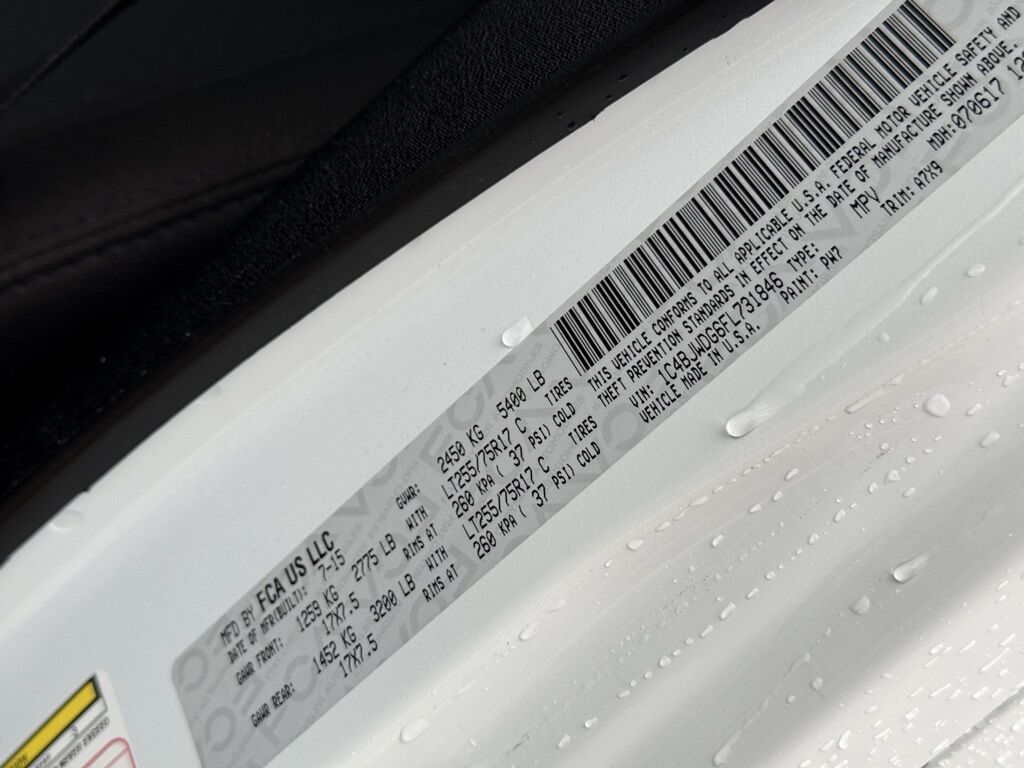 MFD BY FCA US LLC
DATE OF MFR(BUILT): 7-15 GVWR: 2450 KG 5400 LB
GAWR FRONT: 1259 KG 2775 LB WITH LT255/75R17 C TIRES
17X7.5 RIMS AT 260 KPA ( 37 PSI) COLD
GAWR REAR: 1452 KG 3200 LB WITH LT255/75R17 C TIRES
17X7.5 RIMS AT 260 KPA ( 37 PSI) COLD
THIS VEHICLE CONFORMS TO ALL APPLICABLE U.S.A. FEDERAL MOTOR VEHICLE SAFETY AND
THEFT PREVENTION STANDARDS IN EFFECT ON THE DATE OF MANUFACTURE SHOWN ABOVE.
VIN: 1C4BJWDG6FL731846 TYPE: MPV MDH:070617
VEHICLE MADE IN U.S.A. PAINT: PW7 TRIM: A7X9
3
NEVER EXCEED